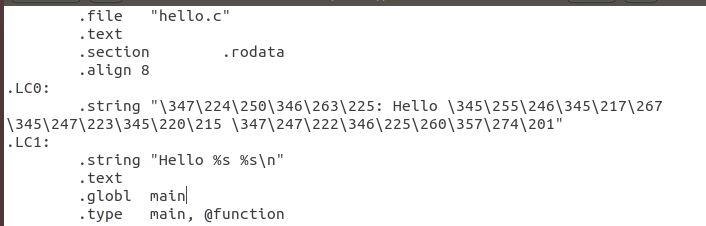 .file "hello.c"
.text
.section .rodata
.align 8
.LC0:
.string "\347\224\250\346\263\225: Hello \345\255\246\345\217\267
\345\247\223\345\220\215 \347\247\222\346\225\260\357\274\201"
.LC1:
.string "Hello %s %s\n"
.text
.globl main
.type main, @function